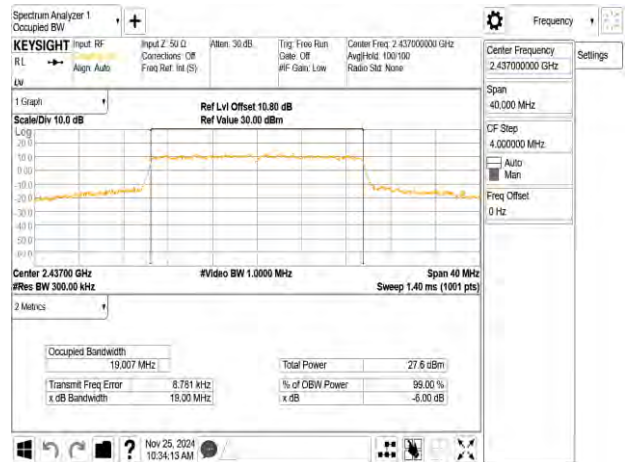 Spectrum Analyzer 1
Occupied BW
Frequency
KEYSIGHT Input: RF Input Z: 50 Ω Atten: 30 dB Trig: Free Run Center Freq: 2.437000000 GHz
RL Corrections: Off Gate: Off Avg|Hold: 100/100
Align: Auto Freq Ref: Int (S) #IF Gain: Low Radio Std: None
Center Frequency
2.437000000 GHz
Settings
Span
40.000 MHz
CF Step
4.000000 MHz
Auto
Man
Freq Offset
0 Hz
1 Graph
Ref Lvl Offset 10.80 dB
Scale/Div 10.0 dB Ref Value 30.00 dBm
Log
20.0
10.0
0.00
-10.0
-20.0
-30.0
-40.0
-50.0
-60.0
Center 2.43700 GHz #Video BW 1.0000 MHz Span 40 MHz
#Res BW 300.00 kHz Sweep 1.40 ms (1001 pts)
2 Metrics
Occupied Bandwidth
19.007 MHz Total Power 27.6 dBm
Transmit Freq Error 8.781 kHz % of OBW Power 99.00 %
x dB Bandwidth 19.00 MHz x dB -6.00 dB
? Nov 25, 2024
10:34:13 AM